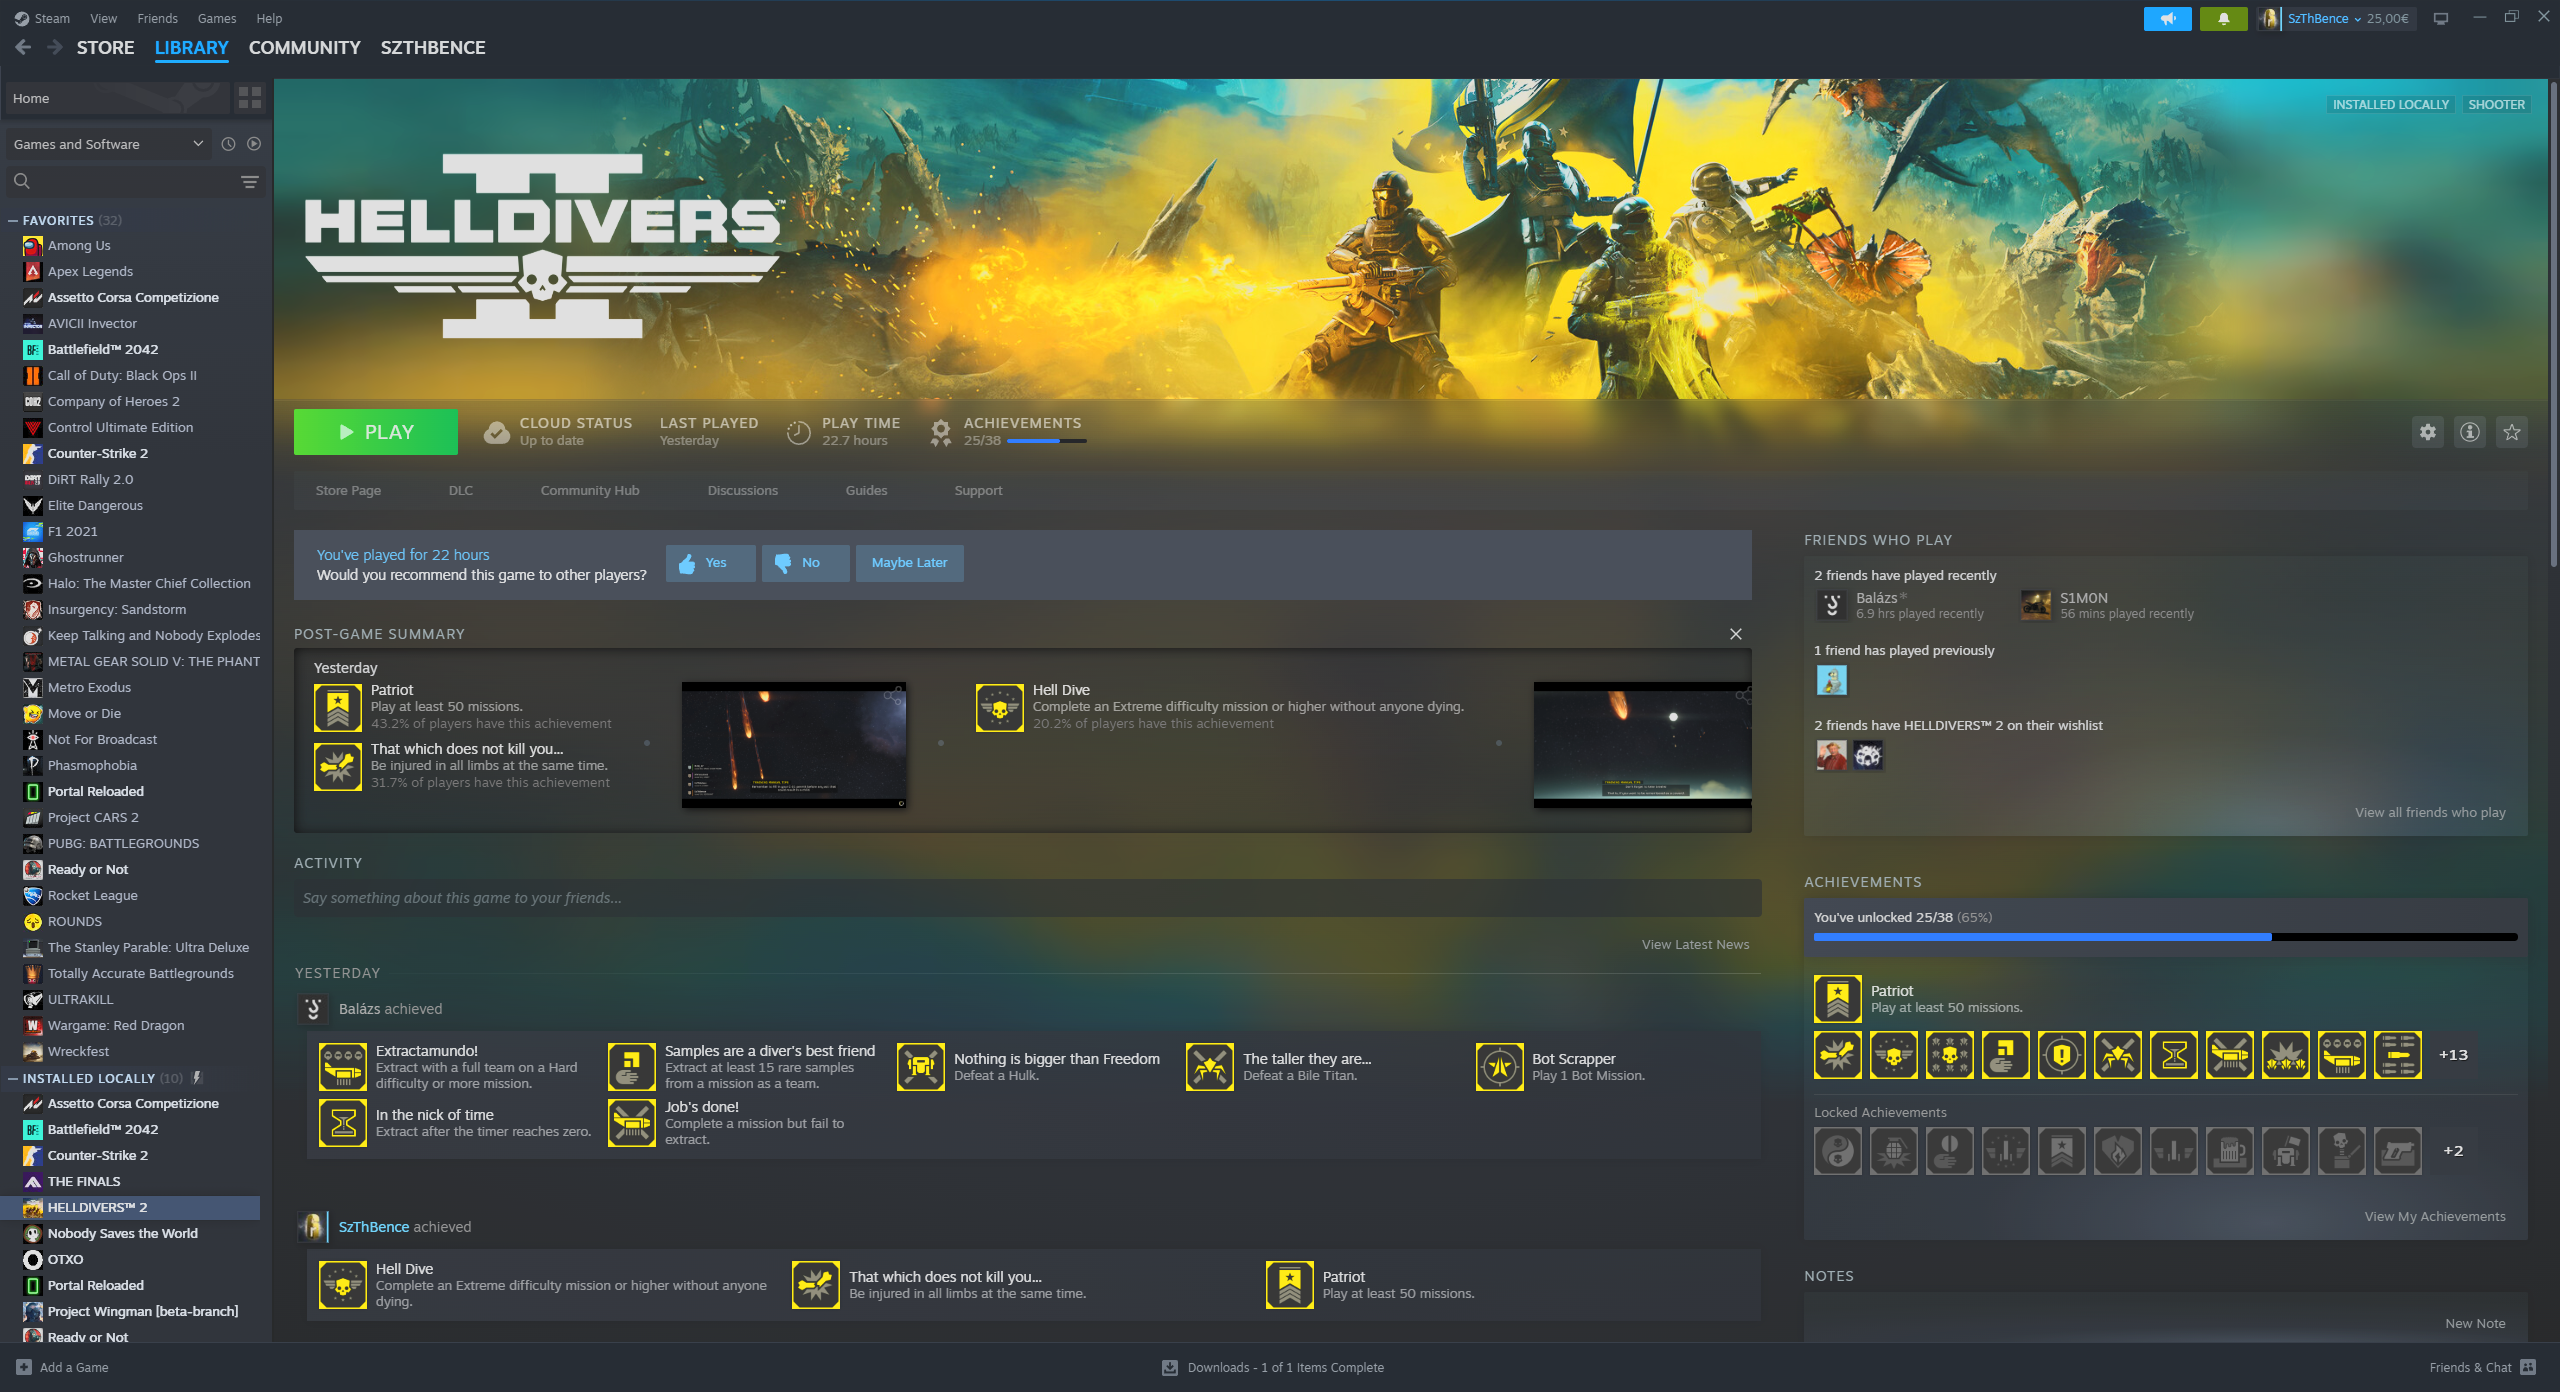 Steam View Friends Games Help
SzThBence 25,00€
STORE LIBRARY COMMUNITY SZTHBENCE
Home
Games and Software
FAVORITES (32)
Among Us
Apex Legends
Assetto Corsa Competizione
AVICII Invector
Battlefield™ 2042
Call of Duty: Black Ops II
Company of Heroes 2
Control Ultimate Edition
Counter-Strike 2
DiRT Rally 2.0
Elite Dangerous
F1 2021
Ghostrunner
Halo: The Master Chief Collection
Insurgency: Sandstorm
Keep Talking and Nobody Explodes
METAL GEAR SOLID V: THE PHANT
Metro Exodus
Move or Die
Not For Broadcast
Phasmophobia
Portal Reloaded
Project CARS 2
PUBG: BATTLEGROUNDS
Ready or Not
Rocket League
ROUNDS
The Stanley Parable: Ultra Deluxe
Totally Accurate Battlegrounds
ULTRAKILL
Wargame: Red Dragon
Wreckfest
INSTALLED LOCALLY (10)
Assetto Corsa Competizione
Battlefield™ 2042
Counter-Strike 2
THE FINALS
HELLDIVERS™ 2
Nobody Saves the World
OTXO
Portal Reloaded
Project Wingman [beta-branch]
Ready or Not
INSTALLED LOCALLY SHOOTER
HELLDIVERS™
II
PLAY
CLOUD STATUS
Up to date
LAST PLAYED
Yesterday
PLAY TIME
22.7 hours
ACHIEVEMENTS
25/38
Store Page DLC Community Hub Discussions Guides Support
You've played for 22 hours
Would you recommend this game to other players?
Yes No Maybe Later
POST-GAME SUMMARY
Yesterday
Patriot
Play at least 50 missions.
43.2% of players have this achievement
That which does not kill you...
Be injured in all limbs at the same time.
31.7% of players have this achievement
Hell Dive
Complete an Extreme difficulty mission or higher without anyone dying.
20.2% of players have this achievement
ACTIVITY
Say something about this game to your friends...
View Latest News
YESTERDAY
Balázs achieved
Extractamundo!
Extract with a full team on a Hard
difficulty or more mission.
Samples are a diver's best friend
Extract at least 15 rare samples
from a mission as a team.
Nothing is bigger than Freedom
Defeat a Hulk.
The taller they are...
Defeat a Bile Titan.
Bot Scrapper
Play 1 Bot Mission.
In the nick of time
Extract after the timer reaches zero.
Job's done!
Complete a mission but fail to
extract.
SzThBence achieved
Hell Dive
Complete an Extreme difficulty mission or higher without anyone
dying.
That which does not kill you...
Be injured in all limbs at the same time.
Patriot
Play at least 50 missions.
FRIENDS WHO PLAY
2 friends have played recently
Balázs*
6.9 hrs played recently
S1M0N
56 mins played recently
1 friend has played previously
2 friends have HELLDIVERS™ 2 on their wishlist
View all friends who play
ACHIEVEMENTS
You've unlocked 25/38 (65%)
Patriot
Play at least 50 missions.
+13
Locked Achievements
+2
View My Achievements
NOTES
New Note
Add a Game
Downloads - 1 of 1 Items Complete
Friends & Chat